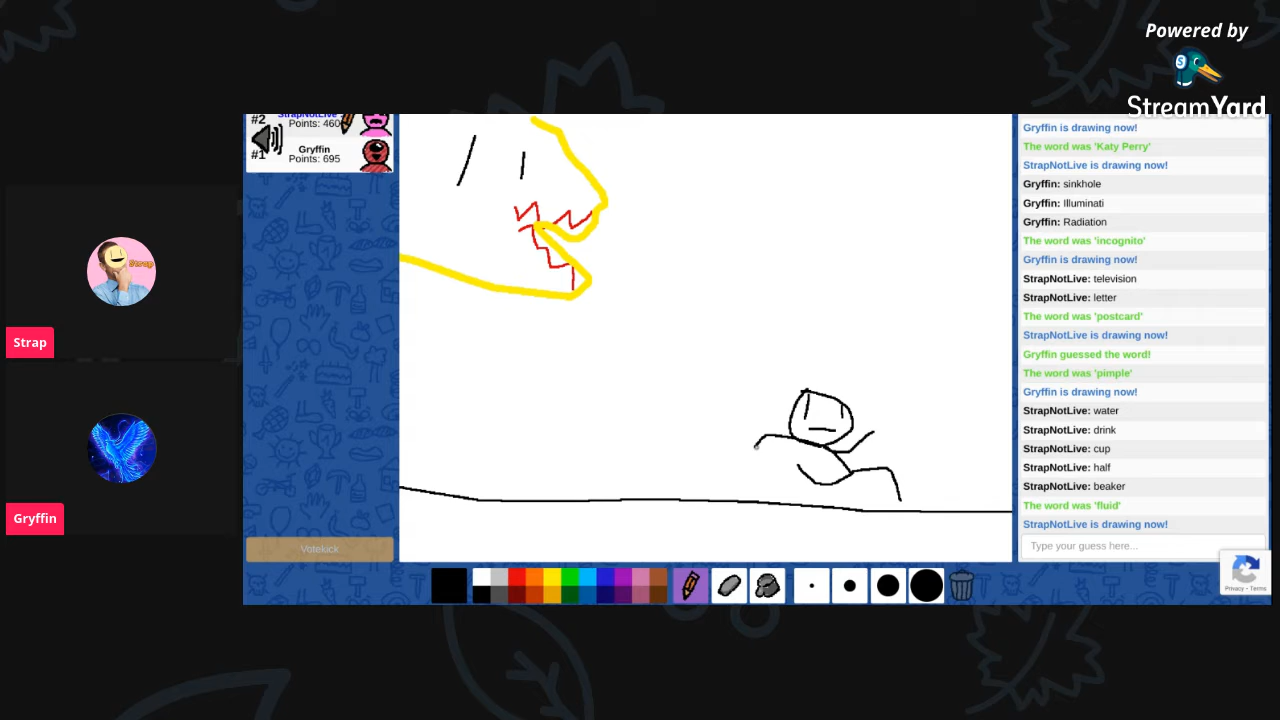 Powered by
StreamYard
#2
StrapNotLive
Points: 460
#1
Gryffin
Points: 695
Gryffin is drawing now!
The word was 'Katy Perry'
StrapNotLive is drawing now!
Gryffin: sinkhole
Gryffin: Illuminati
Gryffin: Radiation
The word was 'incognito'
Gryffin is drawing now!
StrapNotLive: television
StrapNotLive: letter
The word was 'postcard'
StrapNotLive is drawing now!
Gryffin guessed the word!
The word was 'pimple'
Gryffin is drawing now!
StrapNotLive: water
StrapNotLive: drink
StrapNotLive: cup
StrapNotLive: half
StrapNotLive: beaker
The word was 'fluid'
StrapNotLive is drawing now!
Type your guess here...
Strap
Strap
Gryffin
Votekick
Privacy - Terms